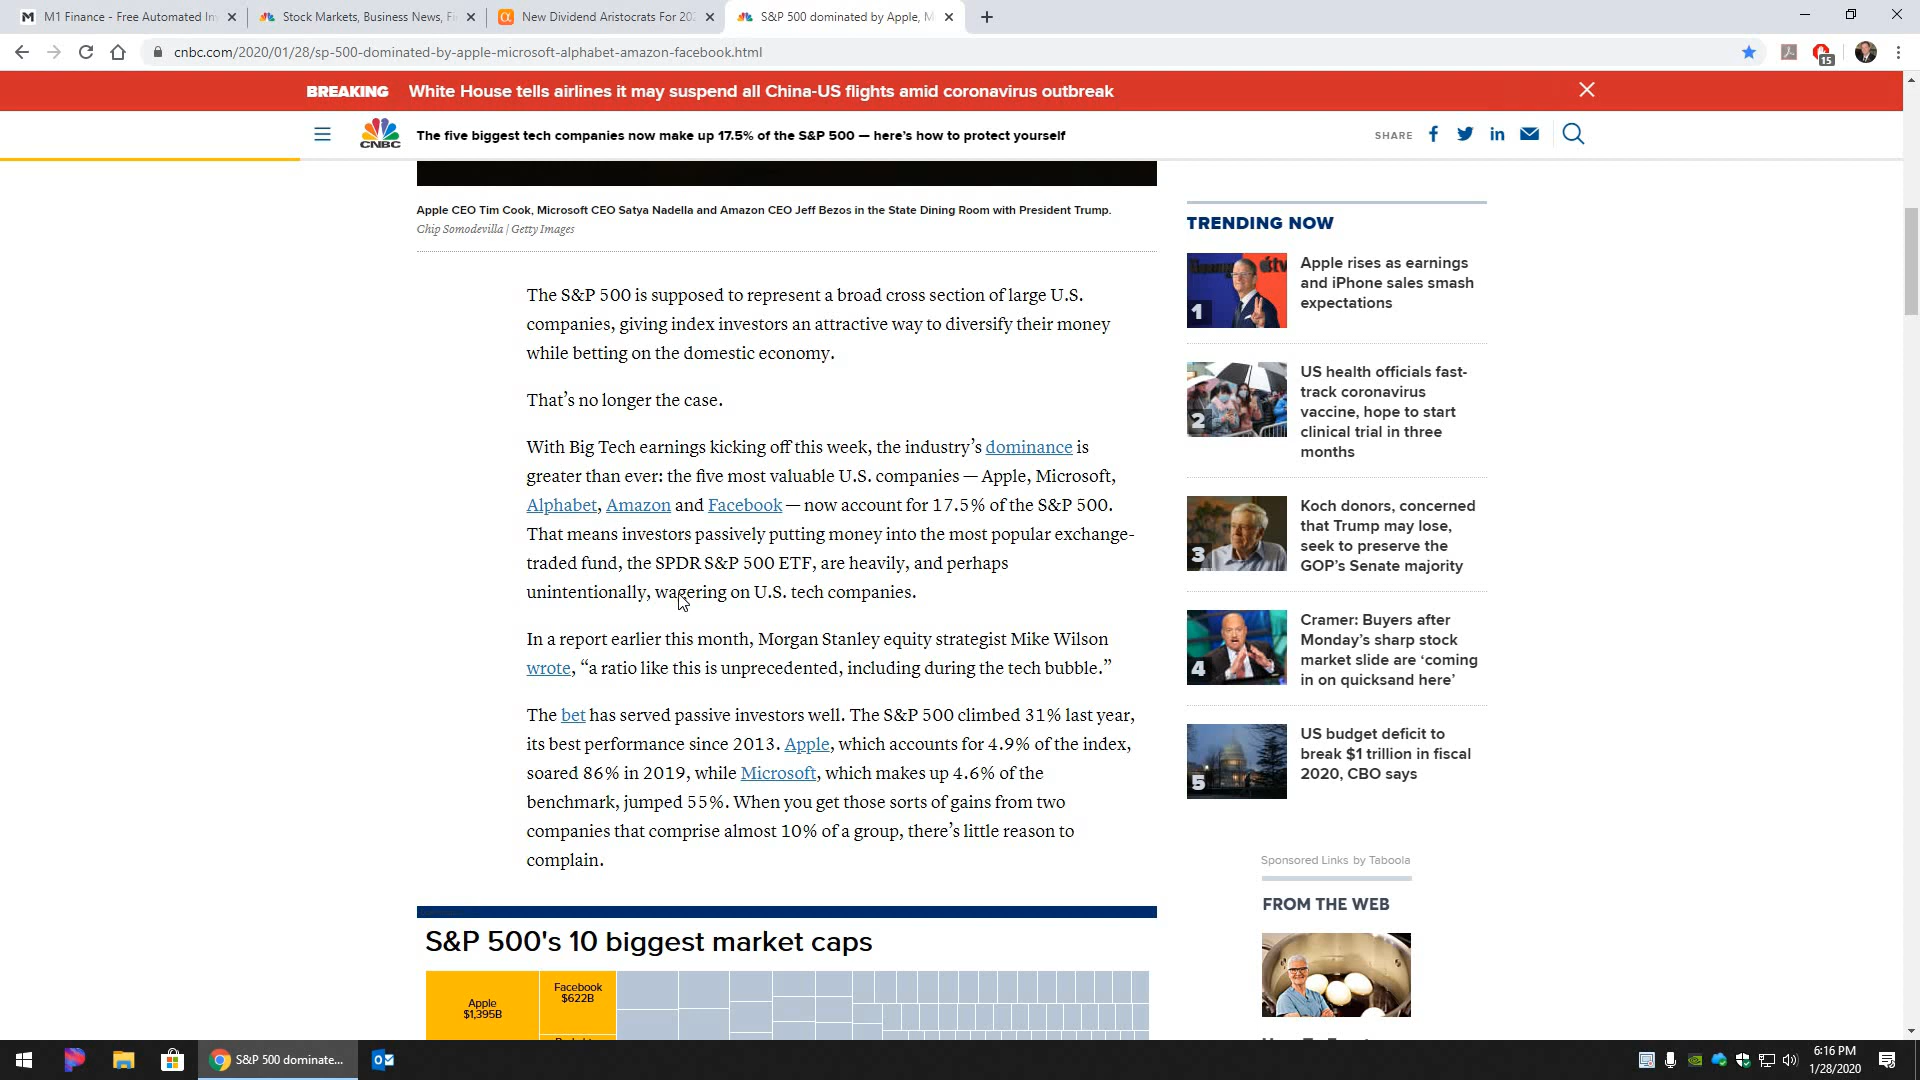 M1 Finance - Free Automated In
Stock Markets, Business News, Fi
New Dividend Aristocrats For 202
S&P 500 dominated by Apple, M
cnbc.com/2020/01/28/sp-500-dominated-by-apple-microsoft-alphabet-amazon-facebook.html
15
BREAKING White House tells airlines it may suspend all China-US flights amid coronavirus outbreak
CNBC
The five biggest tech companies now make up 17.5% of the S&P 500 — here's how to protect yourself
SHARE
Apple CEO Tim Cook, Microsoft CEO Satya Nadella and Amazon CEO Jeff Bezos in the State Dining Room with President Trump.
Chip Somodevilla | Getty Images
The S&P 500 is supposed to represent a broad cross section of large U.S.
companies, giving index investors an attractive way to diversify their money
while betting on the domestic economy.
That's no longer the case.
With Big Tech earnings kicking off this week, the industry's dominance is
greater than ever: the five most valuable U.S. companies — Apple, Microsoft,
Alphabet, Amazon and Facebook — now account for 17.5% of the S&P 500.
That means investors passively putting money into the most popular exchange-
traded fund, the SPDR S&P 500 ETF, are heavily, and perhaps
unintentionally, wagering on U.S. tech companies.
In a report earlier this month, Morgan Stanley equity strategist Mike Wilson
wrote, “a ratio like this is unprecedented, including during the tech bubble.”
The bet has served passive investors well. The S&P 500 climbed 31% last year,
its best performance since 2013. Apple, which accounts for 4.9% of the index,
soared 86% in 2019, while Microsoft, which makes up 4.6% of the
benchmark, jumped 55%. When you get those sorts of gains from two
companies that comprise almost 10% of a group, there's little reason to
complain.
S&P 500's 10 biggest market caps
Apple
$1,395B
Facebook
$622B
TRENDING NOW
1
Apple rises as earnings
and iPhone sales smash
expectations
2
US health officials fast-
track coronavirus
vaccine, hope to start
clinical trial in three
months
3
Koch donors, concerned
that Trump may lose,
seek to preserve the
GOP's Senate majority
4
Cramer: Buyers after
Monday's sharp stock
market slide are ‘coming
in on quicksand here’
5
US budget deficit to
break $1 trillion in fiscal
2020, CBO says
Sponsored Links by Taboola
FROM THE WEB
S&P 500 dominate...
6:16 PM
1/28/2020